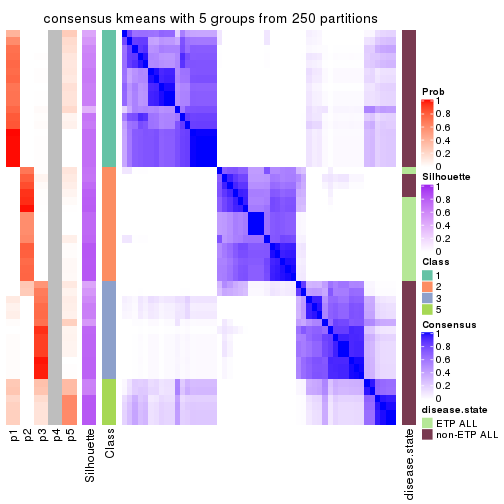 consensus kmeans with 5 groups from 250 partitions
p1
p2
p3
p4
p5
Silhouette
Class
disease.state
Prob
1
0.8
0.6
0.4
0.2
0
Silhouette
1
0.8
0.6
0.4
0.2
0
Class
1
2
3
5
Consensus
1
0.8
0.6
0.4
0.2
0
disease.state
ETP ALL
non-ETP ALL